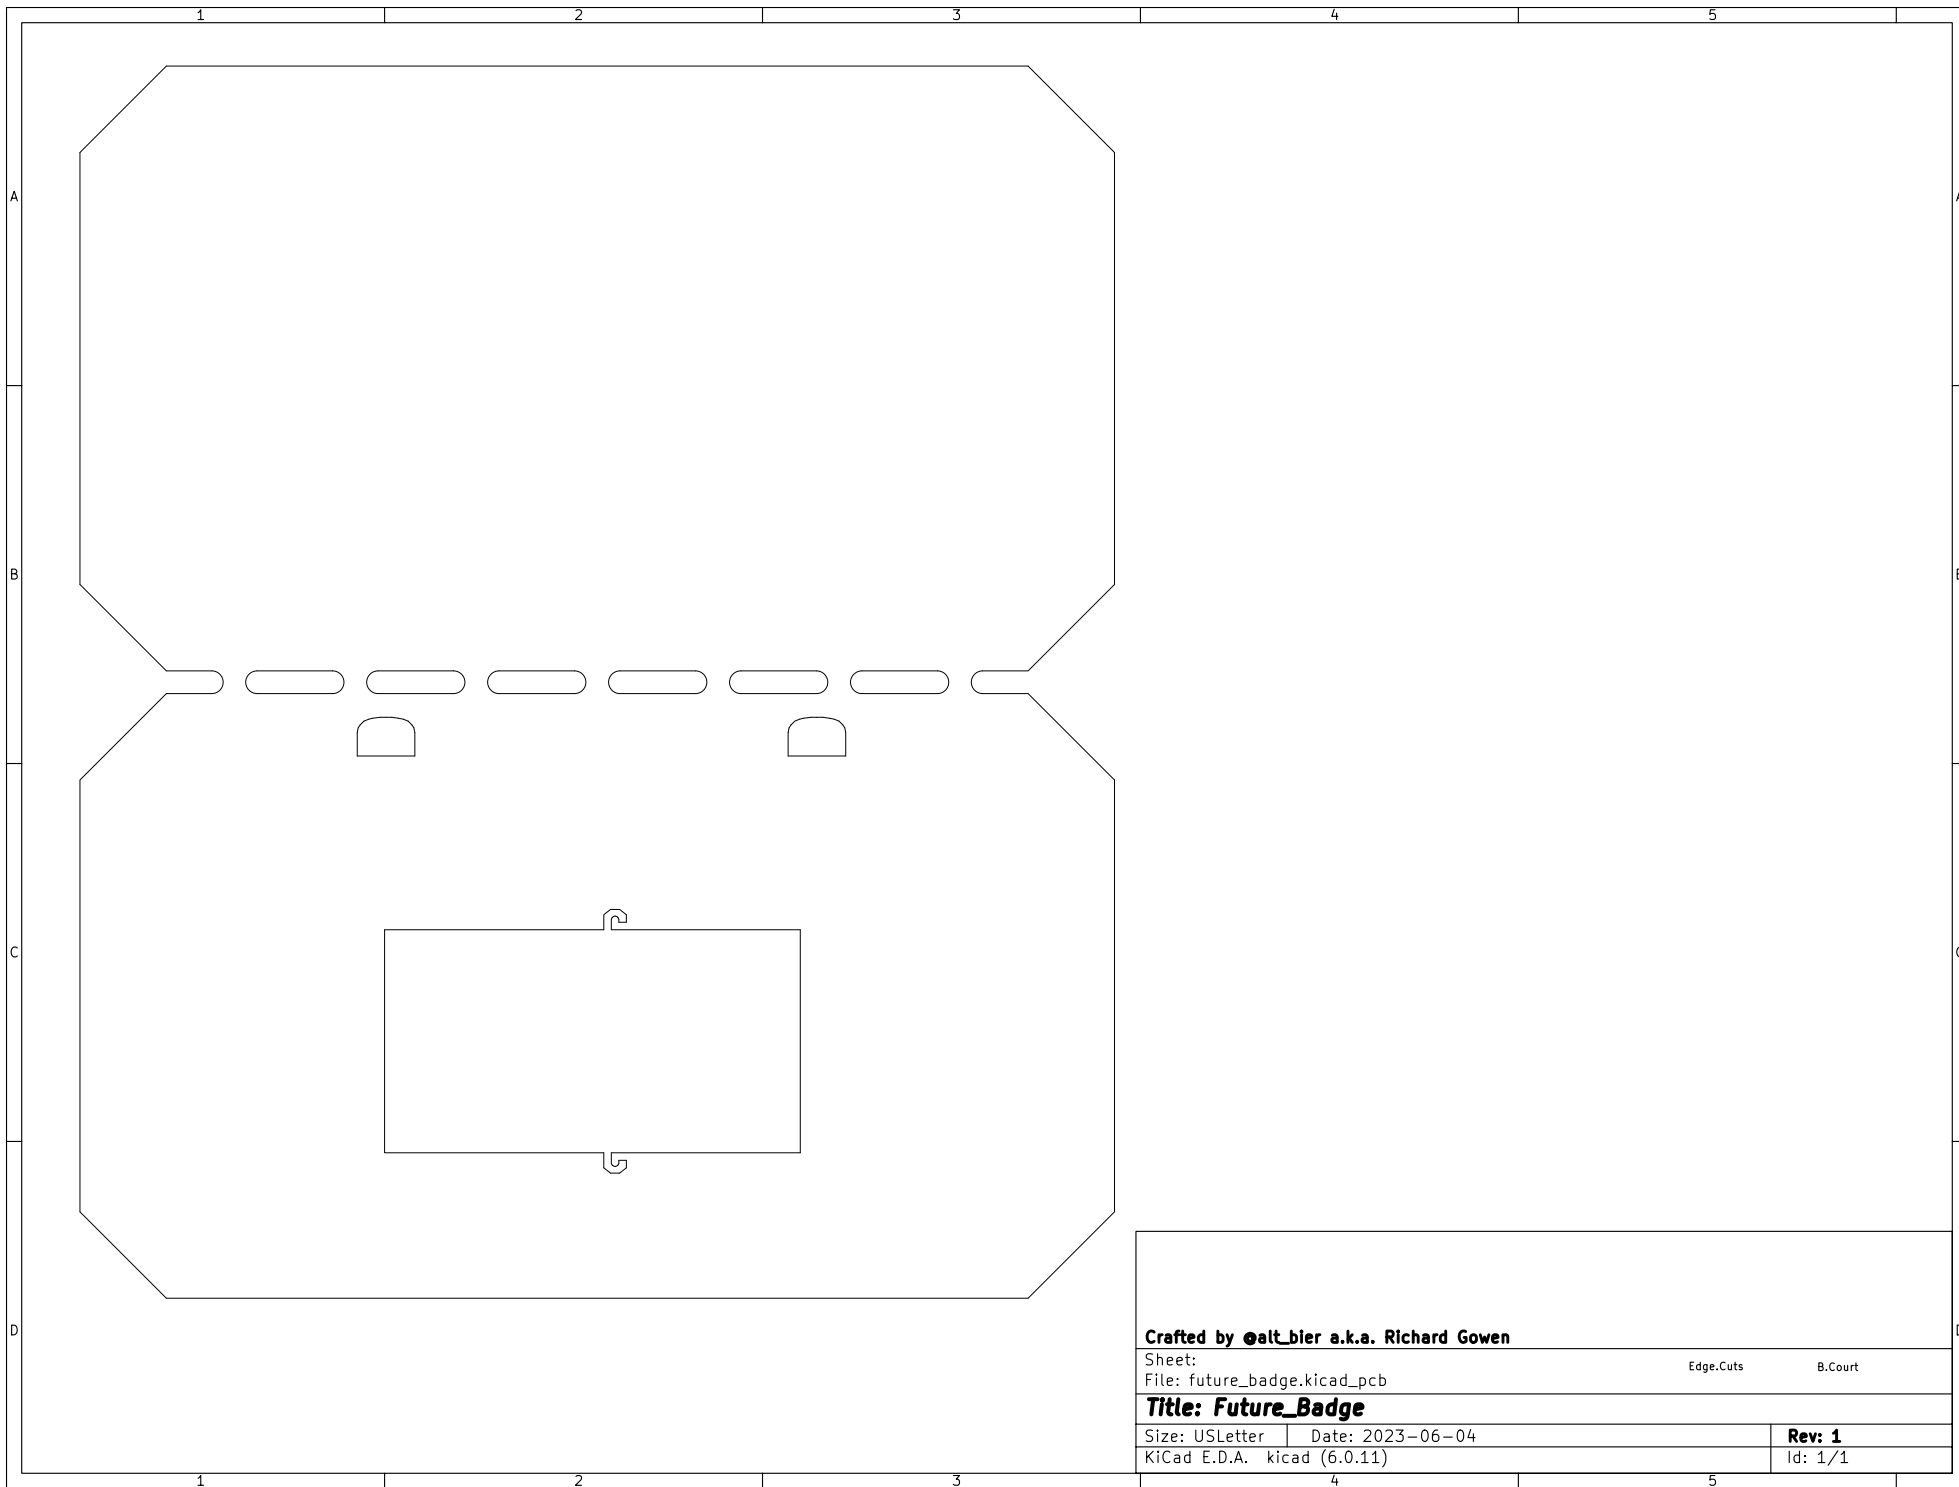 1 2 3 4 5
A A
B B
C C
D D
Crafted by @alt_bier a.k.a. Richard Gowen
Sheet:
File: future_badge.kicad_pcb
Edge.Cuts B.Court
Title: Future_Badge
Size: USLetter Date: 2023-06-04 Rev: 1
KiCad E.D.A. kicad (6.0.11) Id: 1/1
1 2 3 4 5